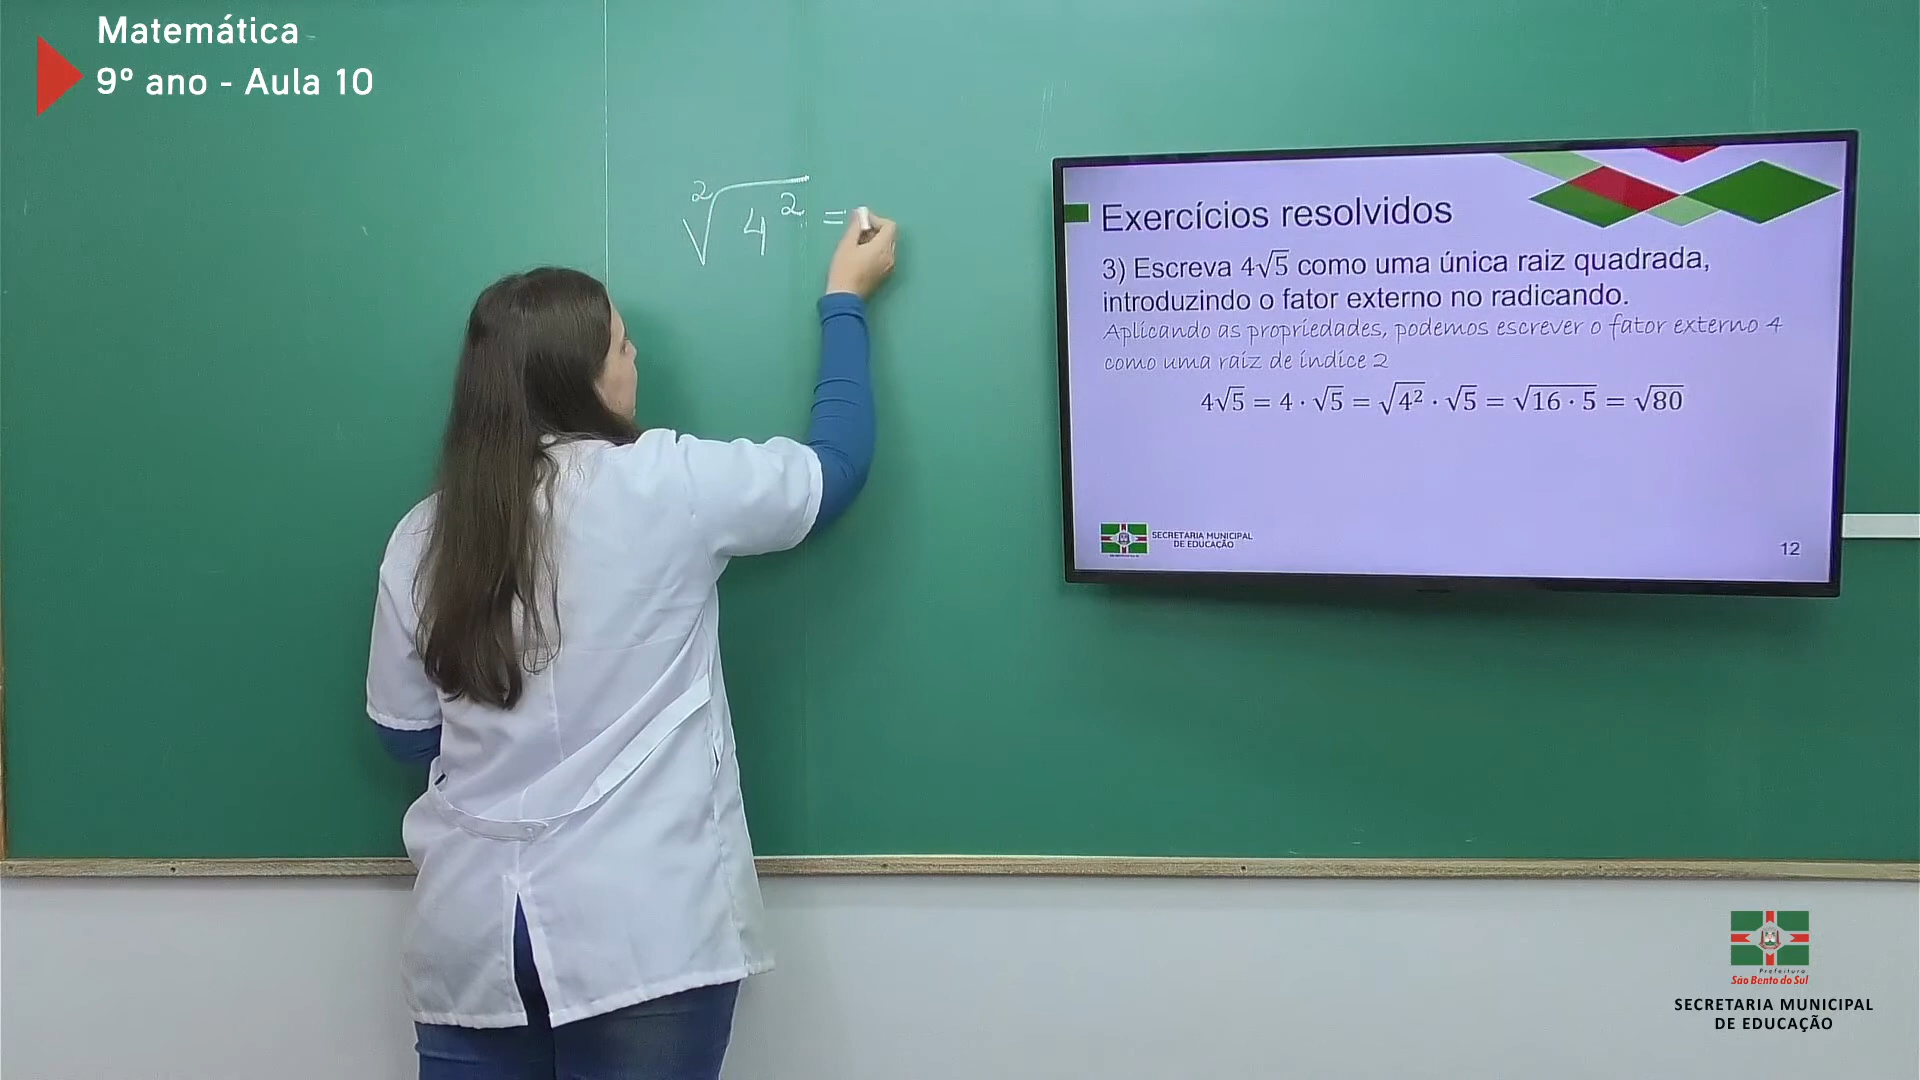 Matemática
9º ano - Aula 10
²√4² =
Exercícios resolvidos
3) Escreva 4√5 como uma única raiz quadrada,
introduzindo o fator externo no radicando.
Aplicando as propriedades, podemos escrever o fator externo 4
como uma raiz de índice 2
4√5 = 4 · √5 = √4² · √5 = √16 · 5 = √80
SECRETARIA MUNICIPAL
DE EDUCAÇÃO
12
Prefeitura
São Bento do Sul
SECRETARIA MUNICIPAL
DE EDUCAÇÃO